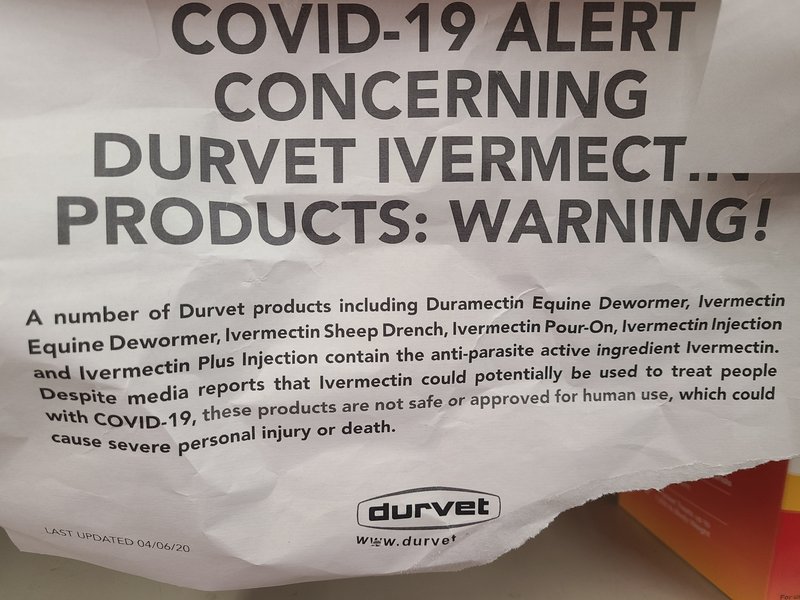 COVID-19 ALERT
CONCERNING
DURVET IVERMECTIN
PRODUCTS: WARNING!
A number of Durvet products including Duramectin Equine Dewormer, Ivermectin
Equine Dewormer, Ivermectin Sheep Drench, Ivermectin Pour-On, Ivermectin Injection
and Ivermectin Plus Injection contain the anti-parasite active ingredient Ivermectin.
Despite media reports that Ivermectin could potentially be used to treat people
with COVID-19, these products are not safe or approved for human use, which could
cause severe personal injury or death.
durvet
www.durvet
LAST UPDATED 04/06/20